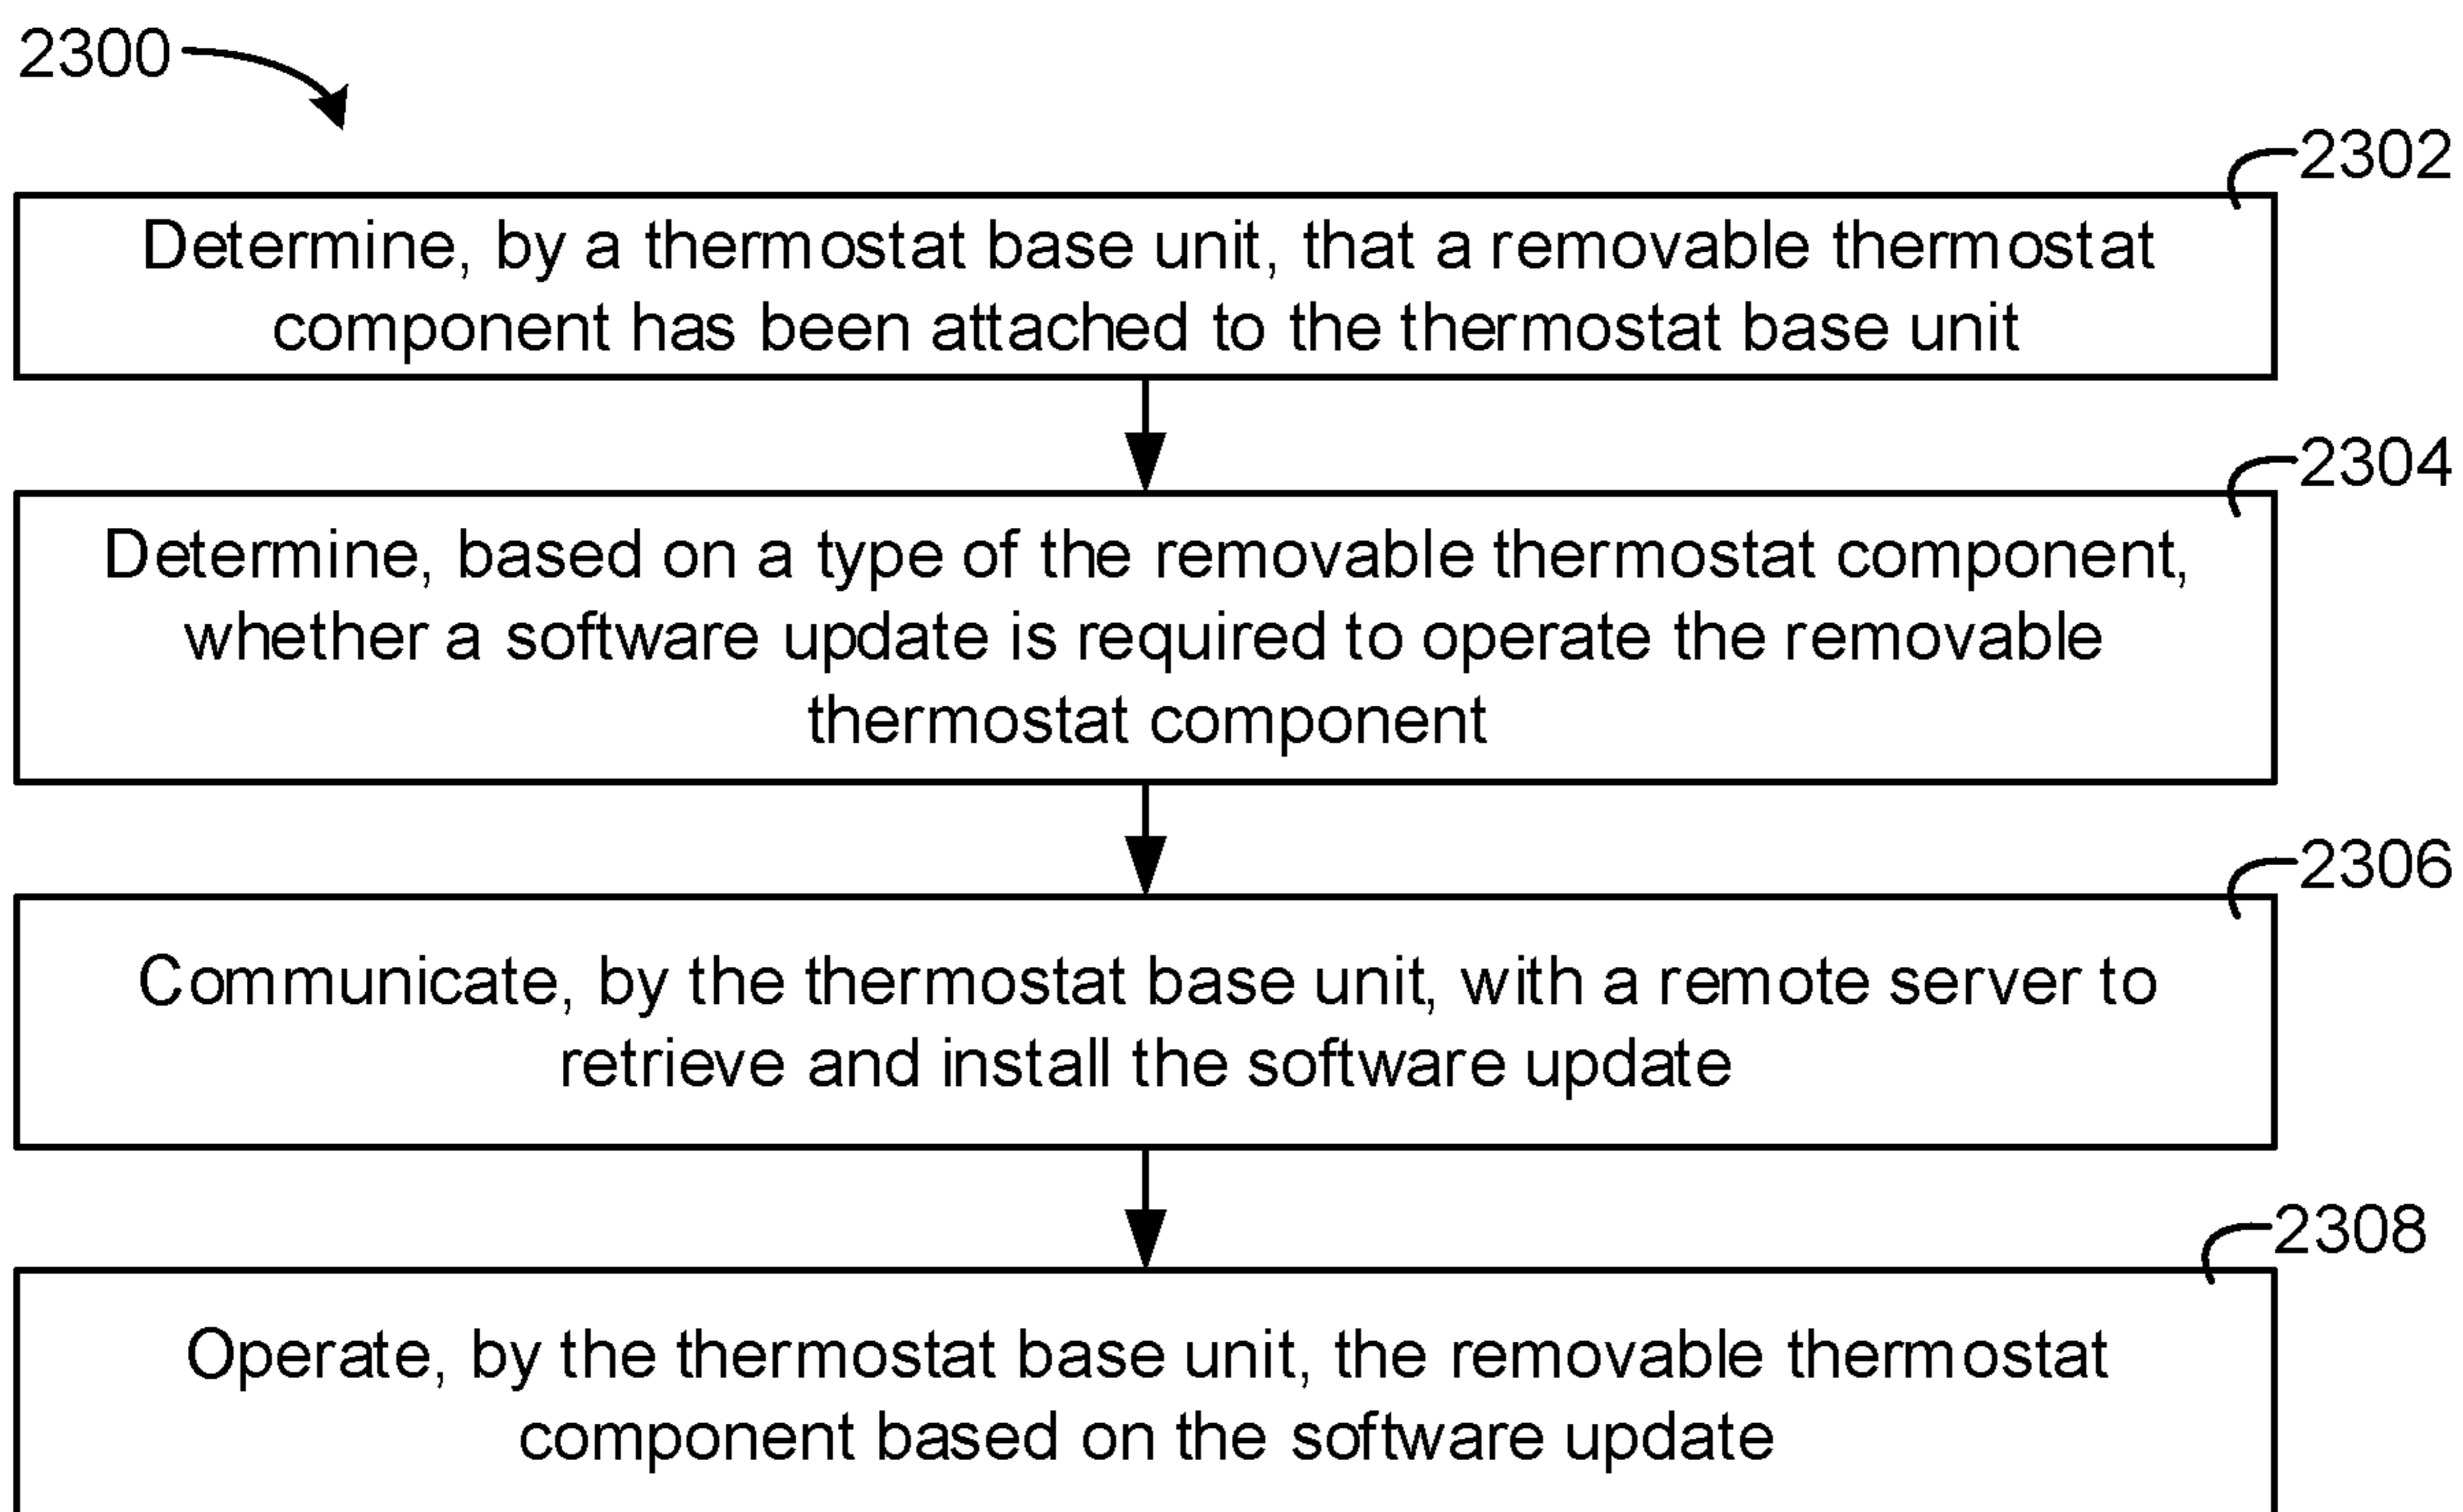 2300
2302
Determine, by a thermostat base unit, that a removable thermostat
component has been attached to the thermostat base unit
2304
Determine, based on a type of the removable thermostat component,
whether a software update is required to operate the removable
thermostat component
2306
Communicate, by the thermostat base unit, with a remote server to
retrieve and install the software update
2308
Operate, by the thermostat base unit, the removable thermostat
component based on the software update